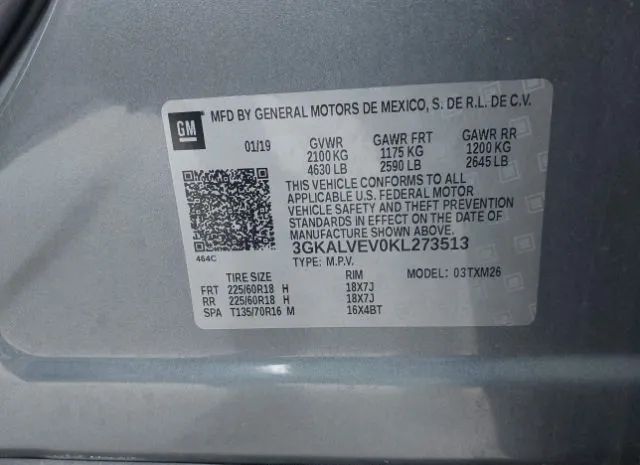 GM
MFD BY GENERAL MOTORS DE MEXICO, S. DE R.L. DE C.V.
01/19 GVWR GAWR FRT GAWR RR
2100 KG 1175 KG 1200 KG
4630 LB 2590 LB 2645 LB
THIS VEHICLE CONFORMS TO ALL
APPLICABLE U.S. FEDERAL MOTOR
VEHICLE SAFETY AND THEFT PREVENTION
STANDARDS IN EFFECT ON THE DATE OF
MANUFACTURE SHOWN ABOVE.
464C
3GKALVEV0KL273513
TYPE: M.P.V.
TIRE SIZE RIM MODEL: 03TXM26
FRT 225/60R18 H 18X7J
RR 225/60R18 H 18X7J
SPA T135/70R16 M 16X4BT